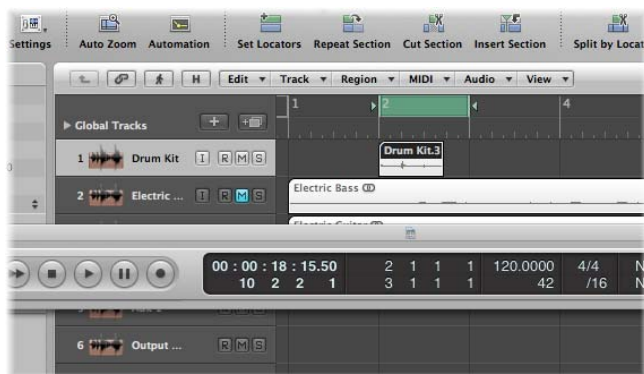 Settings Auto Zoom Automation Set Locators Repeat Section Cut Section Insert Section Split by Locat
H Edit Track Region MIDI Audio View
1 2 4
Global Tracks
1 Drum Kit I R M S Drum Kit.3
2 Electric ... I R M S Electric Bass
Electric Guitar
00 : 00 : 18 : 15.50 2 1 1 1 120.0000 4/4 N
10 2 2 1 3 1 1 1 42 /16 N
6 Output ... R M S